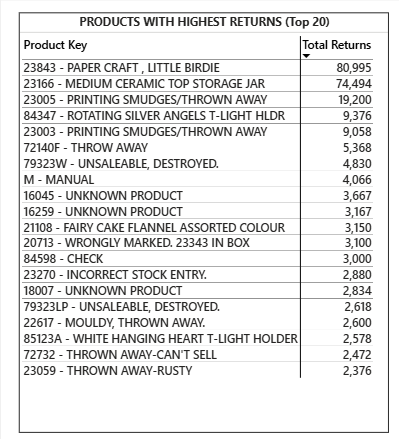 PRODUCTS WITH HIGHEST RETURNS (Top 20)
Product Key Total Returns
23843 - PAPER CRAFT , LITTLE BIRDIE 80,995
23166 - MEDIUM CERAMIC TOP STORAGE JAR 74,494
23005 - PRINTING SMUDGES/THROWN AWAY 19,200
84347 - ROTATING SILVER ANGELS T-LIGHT HLDR 9,376
23003 - PRINTING SMUDGES/THROWN AWAY 9,058
72140F - THROW AWAY 5,368
79323W - UNSALEABLE, DESTROYED. 4,830
M - MANUAL 4,066
16045 - UNKNOWN PRODUCT 3,667
16259 - UNKNOWN PRODUCT 3,167
21108 - FAIRY CAKE FLANNEL ASSORTED COLOUR 3,150
20713 - WRONGLY MARKED. 23343 IN BOX 3,100
84598 - CHECK 3,000
23270 - INCORRECT STOCK ENTRY. 2,880
18007 - UNKNOWN PRODUCT 2,834
79323LP - UNSALEABLE, DESTROYED. 2,618
22617 - MOULDY, THROWN AWAY. 2,600
85123A - WHITE HANGING HEART T-LIGHT HOLDER 2,578
72732 - THROWN AWAY-CAN'T SELL 2,472
23059 - THROWN AWAY-RUSTY 2,376